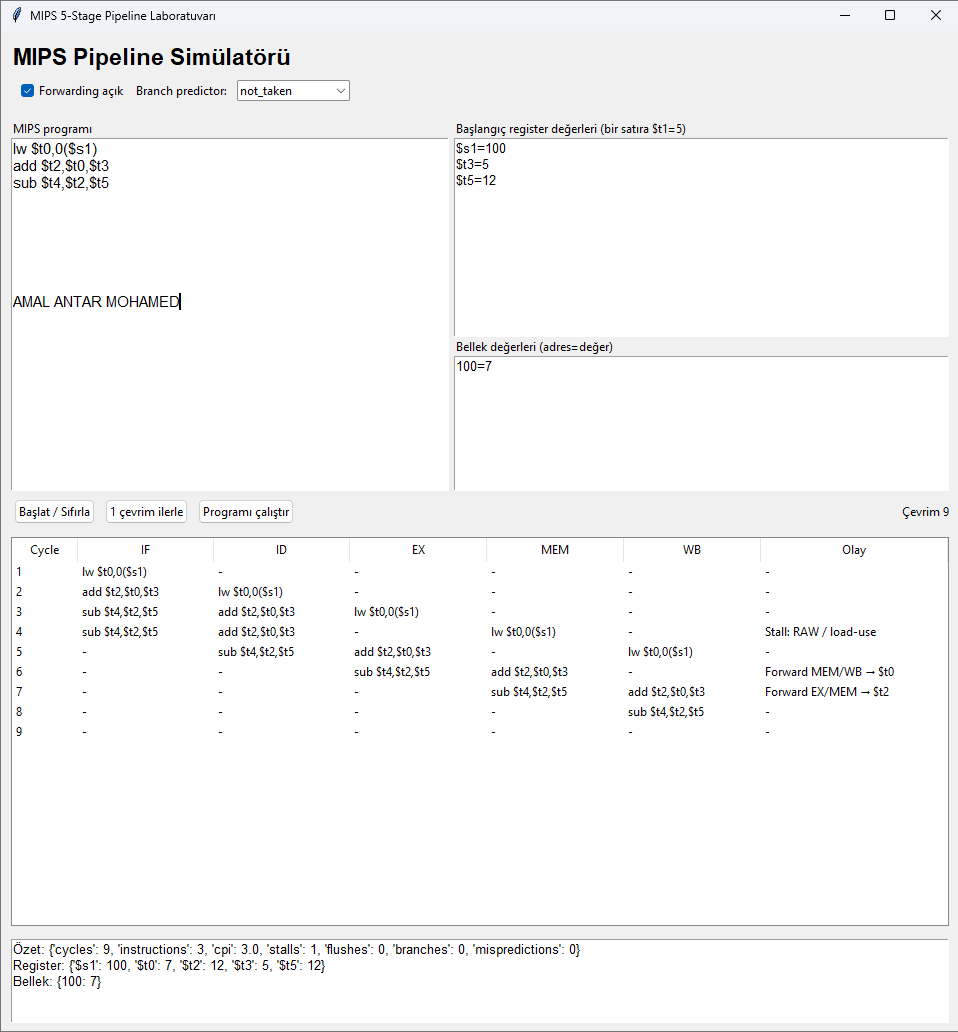 MIPS 5-Stage Pipeline Laboratuvarı
MIPS Pipeline Simülatörü
Forwarding açık Branch predictor: not_taken
MIPS programı
lw $t0,0($s1)
add $t2,$t0,$t3
sub $t4,$t2,$t5
AMAL ANTAR MOHAMED
Başlangıç register değerleri (bir satıra $t1=5)
$s1=100
$t3=5
$t5=12
Bellek değerleri (adres=değer)
100=7
Başlat / Sıfırla 1 çevrim ilerle Programı çalıştır Çevrim 9
Cycle IF ID EX MEM WB Olay
1 lw $t0,0($s1) - - - - -
2 add $t2,$t0,$t3 lw $t0,0($s1) - - - -
3 sub $t4,$t2,$t5 add $t2,$t0,$t3 lw $t0,0($s1) - - -
4 sub $t4,$t2,$t5 add $t2,$t0,$t3 - lw $t0,0($s1) - Stall: RAW / load-use
5 - sub $t4,$t2,$t5 add $t2,$t0,$t3 - lw $t0,0($s1) -
6 - - sub $t4,$t2,$t5 add $t2,$t0,$t3 - Forward MEM/WB → $t0
7 - - - sub $t4,$t2,$t5 add $t2,$t0,$t3 Forward EX/MEM → $t2
8 - - - - sub $t4,$t2,$t5 -
9 - - - - - -
Özet: {'cycles': 9, 'instructions': 3, 'cpi': 3.0, 'stalls': 1, 'flushes': 0, 'branches': 0, 'mispredictions': 0}
Register: {'$s1': 100, '$t0': 7, '$t2': 12, '$t3': 5, '$t5': 12}
Bellek: {100: 7}